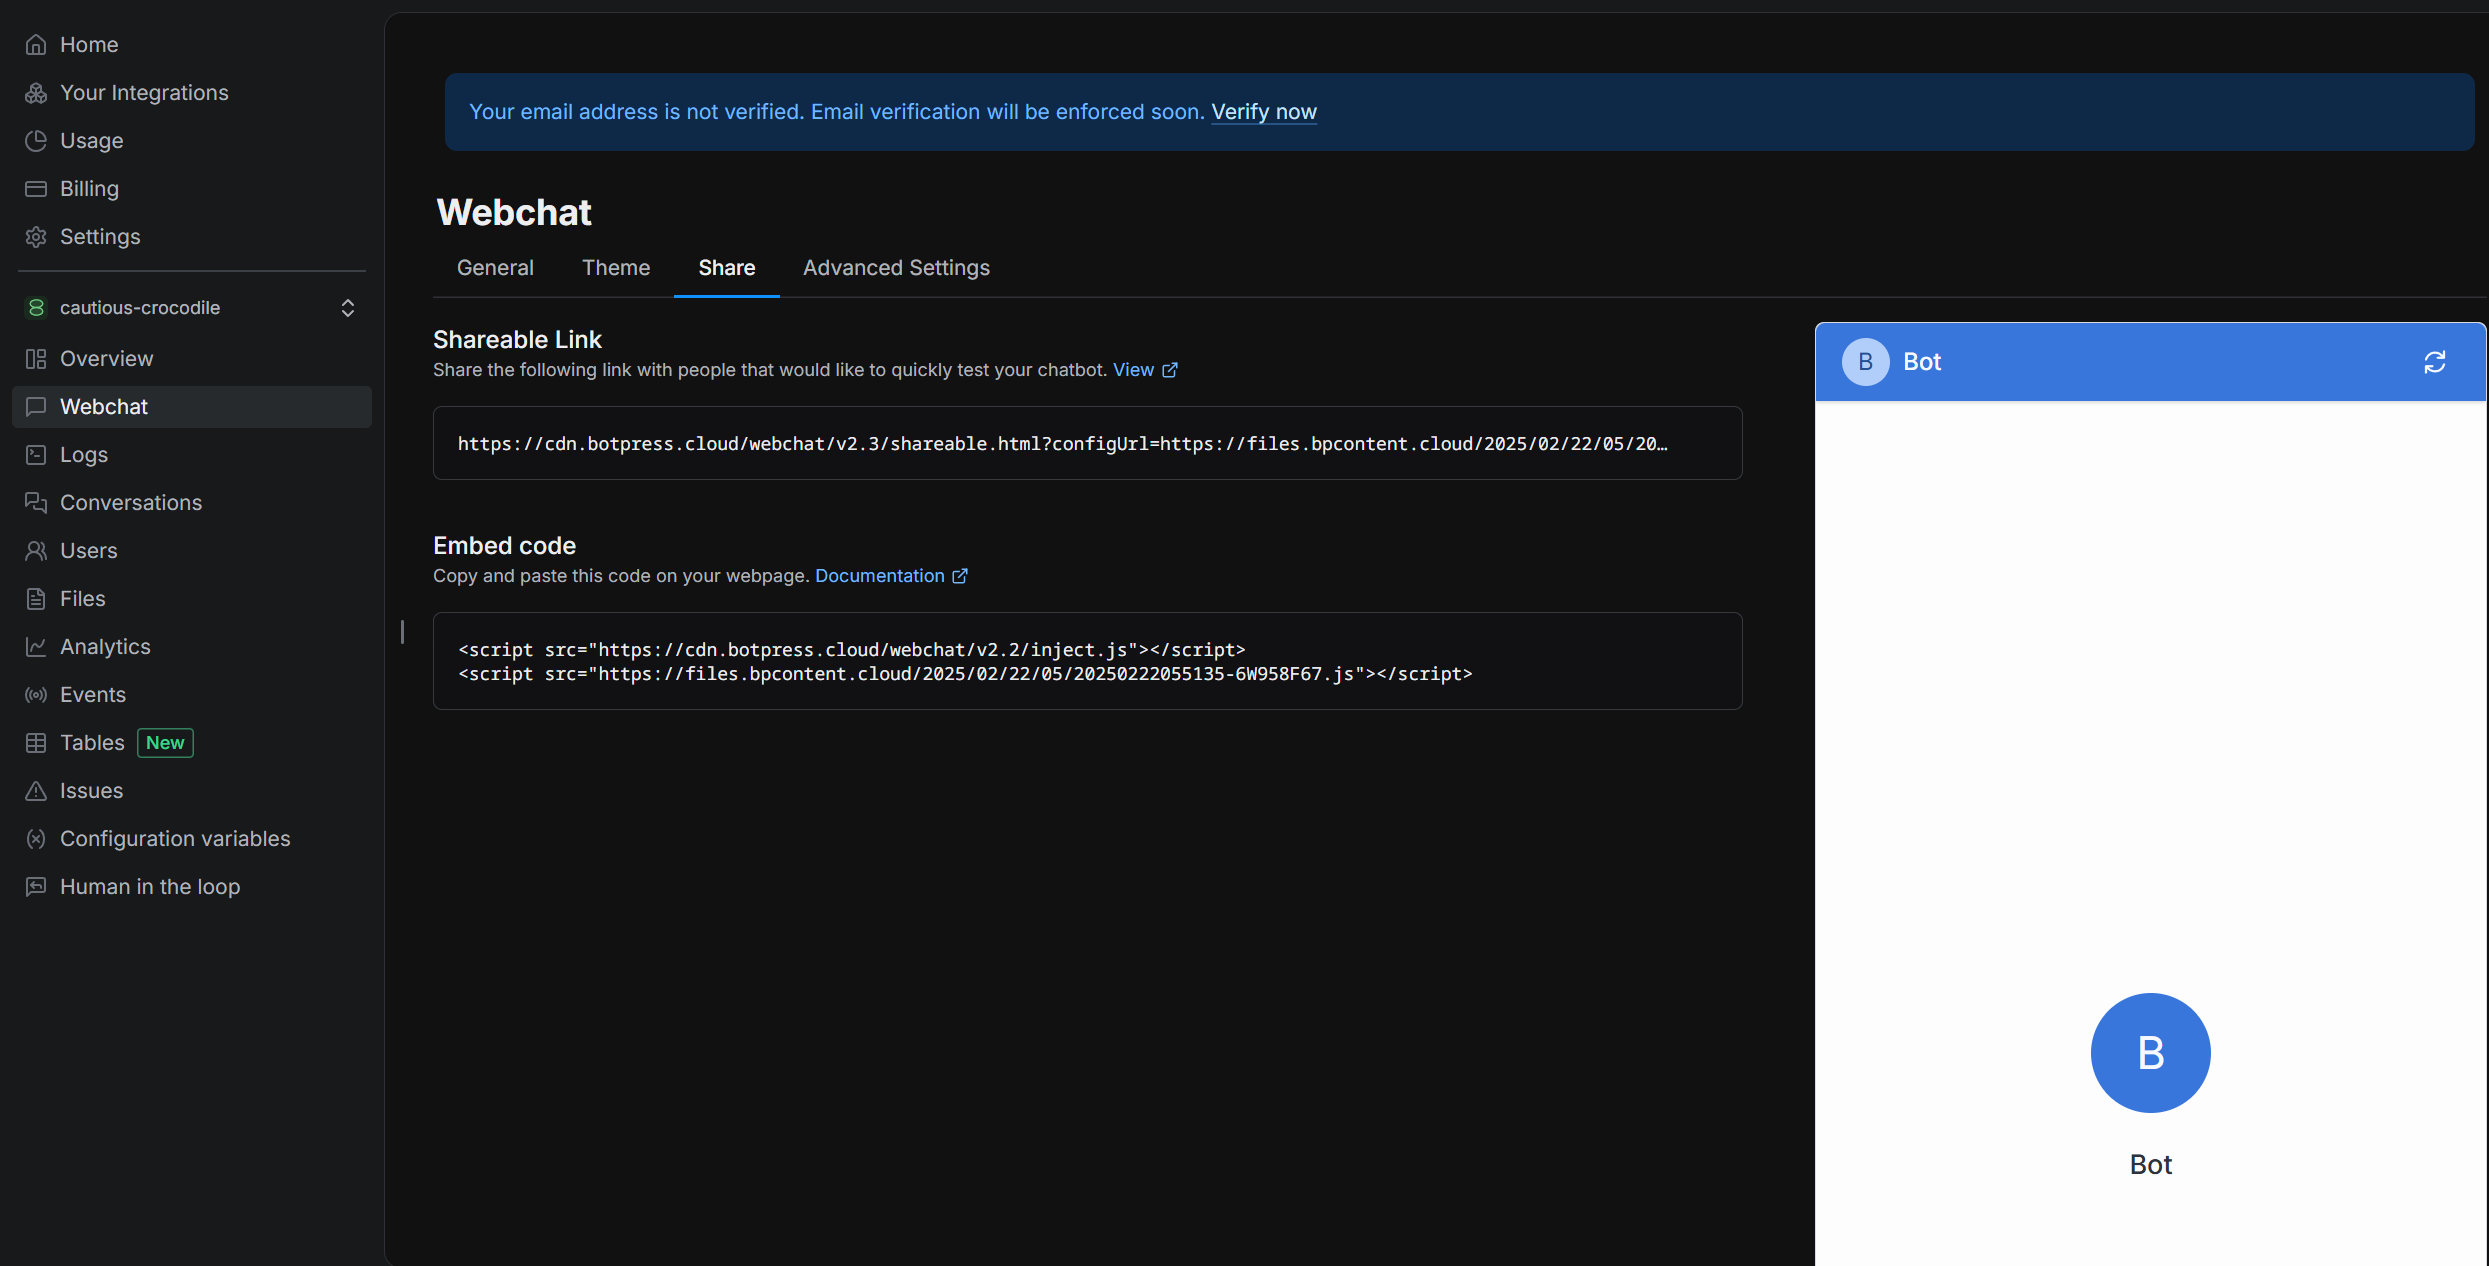 Home
Your Integrations
Usage
Billing
Settings
cautious-crocodile
Overview
Webchat
Logs
Conversations
Users
Files
Analytics
Events
Tables New
Issues
Configuration variables
Human in the loop
Your email address is not verified. Email verification will be enforced soon. Verify now
Webchat
General Theme Share Advanced Settings
Shareable Link
Share the following link with people that would like to quickly test your chatbot. View
https://cdn.botpress.cloud/webchat/v2.3/shareable.html?configUrl=https://files.bpcontent.cloud/2025/02/22/05/20…
Embed code
Copy and paste this code on your webpage. Documentation
<script src="https://cdn.botpress.cloud/webchat/v2.2/inject.js"></script>
<script src="https://files.bpcontent.cloud/2025/02/22/05/20250222055135-6W958F67.js"></script>
B Bot
B
Bot